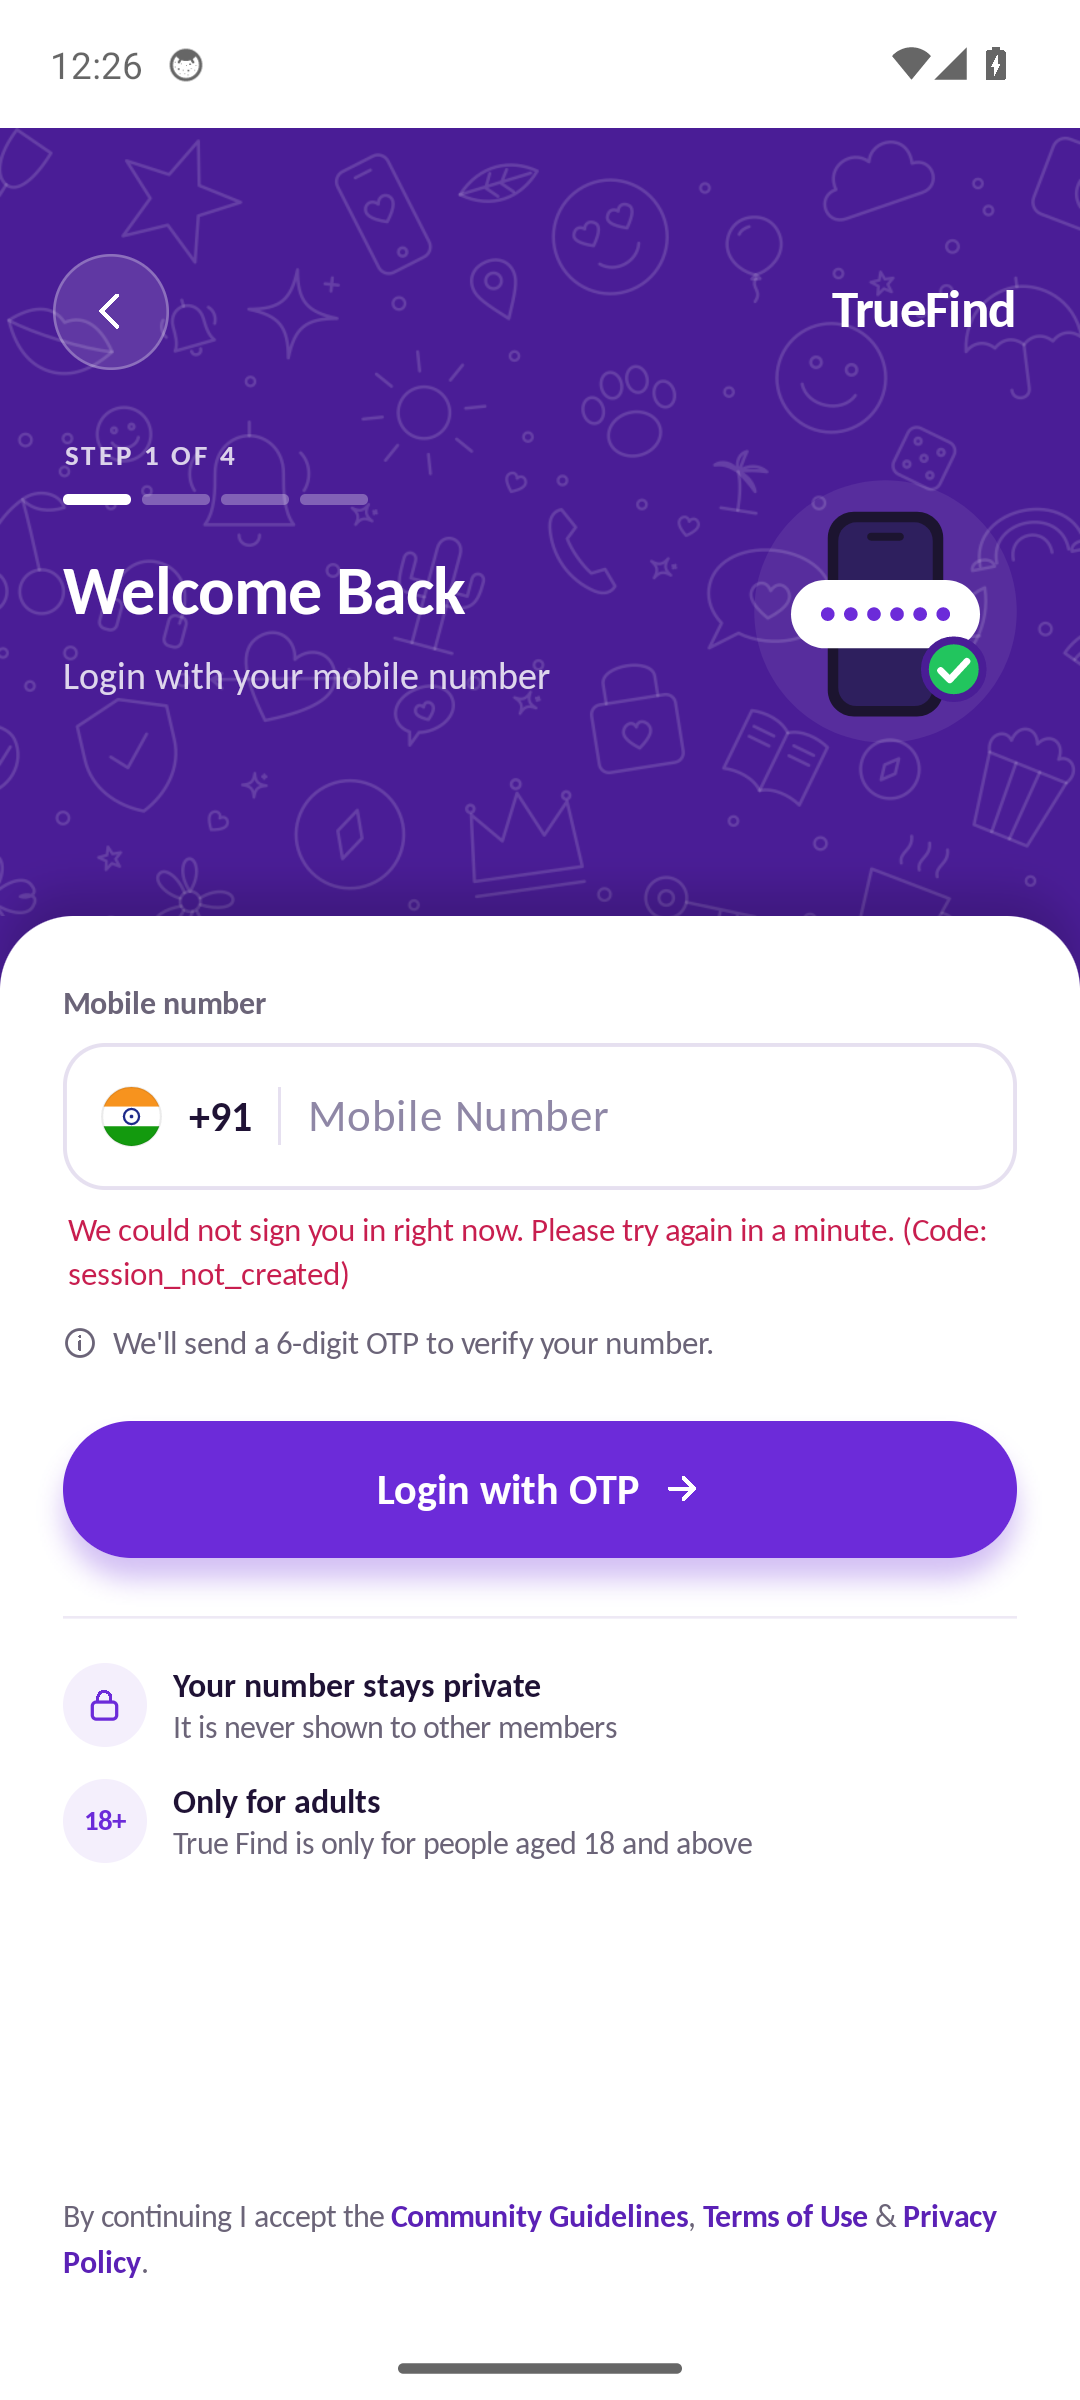 12:26
TrueFind
STEP 1 OF 4
Welcome Back
Login with your mobile number
Mobile number
+91 Mobile Number
We could not sign you in right now. Please try again in a minute. (Code:
session_not_created)
We'll send a 6-digit OTP to verify your number.
Login with OTP
Your number stays private
It is never shown to other members
18+
Only for adults
True Find is only for people aged 18 and above
By continuing I accept the Community Guidelines, Terms of Use & Privacy
Policy.